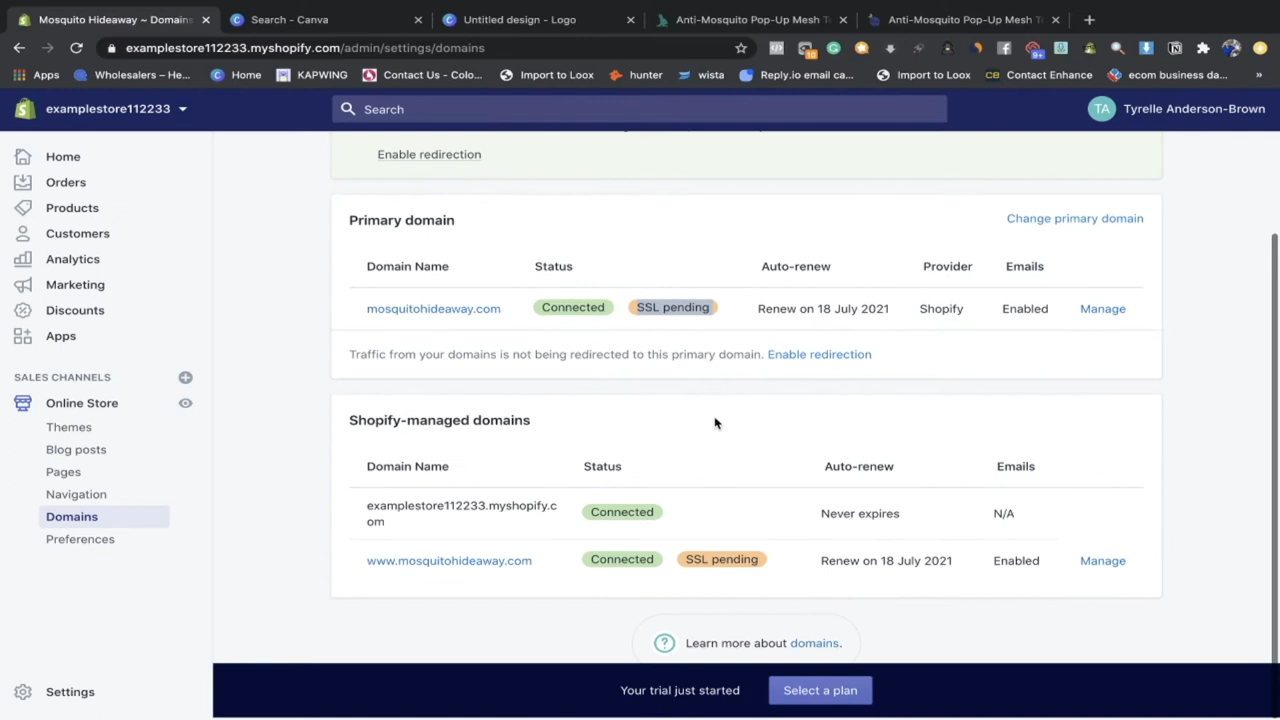 Mosquito Hideaway ~ Domains
Search - Canva
Untitled design - Logo
Anti-Mosquito Pop-Up Mesh T
Anti-Mosquito Pop-Up Mesh T
examplestore112233.myshopify.com/admin/settings/domains
Apps
Wholesalers – He...
Home
KAPWING
Contact Us - Colo...
Import to Loox
hunter
wista
Reply.io email ca...
Import to Loox
Contact Enhance
ecom business da...
»
examplestore112233
Search
TA
Tyrelle Anderson-Brown
Home
Orders
Products
Customers
Analytics
Marketing
Discounts
Apps
SALES CHANNELS
Online Store
Themes
Blog posts
Pages
Navigation
Domains
Preferences
Settings
Enable redirection
Primary domain
Change primary domain
Domain Name Status Auto-renew Provider Emails
mosquitohideaway.com Connected SSL pending Renew on 18 July 2021 Shopify Enabled Manage
Traffic from your domains is not being redirected to this primary domain. Enable redirection
Shopify-managed domains
Domain Name Status Auto-renew Emails
examplestore112233.myshopify.c
om
Connected Never expires N/A
www.mosquitohideaway.com Connected SSL pending Renew on 18 July 2021 Enabled Manage
Learn more about domains.
Your trial just started Select a plan